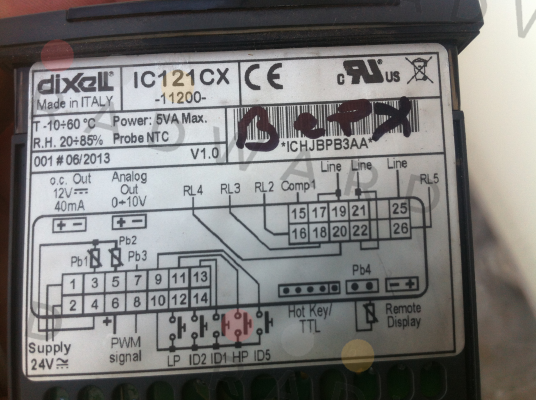 dixell
IC121CX
-11200-
CE
c RU US
Made in ITALY
T -10÷60 °C Power: 5VA Max.
R.H. 20÷85% Probe NTC
*ICHJBPB3AA*
001 # 06/2013 V1.0
верх
o.c. Out
12V
40mA
Analog
Out
0÷10V
RL4 RL3 RL2 Comp1 Line Line Line RL5
15 17 19 21 25
16 18 20 22 26
Pb1 Pb2 Pb3
1 3 5 7 9 11 13
2 4 6 8 10 12 14
Pb4
Hot Key/
TTL
Remote
Display
Supply
24V
PWM
signal
LP ID2 ID1 HP ID5